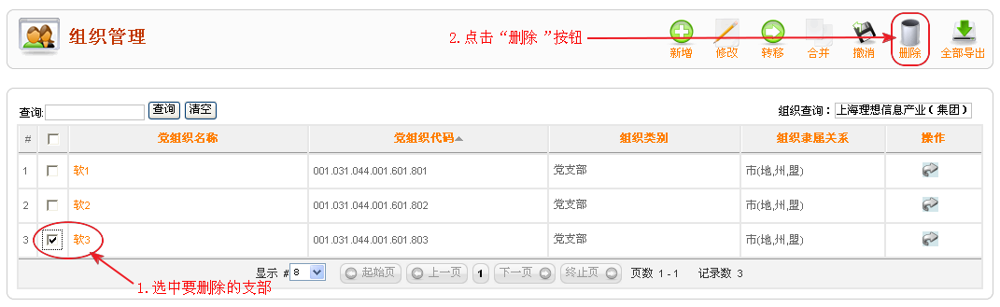 组织管理
2.点击“删除 ”按钮
新增 修改 转移 合并 撤消 删除 全部导出
查询: 查询 清空 组织查询： 上海理想信息产业（集团）
# 党组织名称 党组织代码 组织类别 组织隶属关系 操作
1 软1 001.031.044.001.601.801 党支部 市(地,州,盟)
2 软2 001.031.044.001.601.802 党支部 市(地,州,盟)
3 软3 001.031.044.001.601.803 党支部 市(地,州,盟)
显示 # 8 起始页 上一页 1 下一页 终止页 页数 1 - 1 记录数 3
1.选中要删除的支部